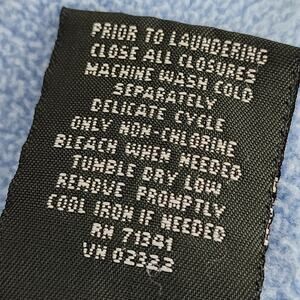 PRIOR TO LAUNDERING
CLOSE ALL CLOSURES
MACHINE WASH COLD
SEPARATELY
DELICATE CYCLE
ONLY NON-CHLORINE
BLEACH WHEN NEEDED
TUMBLE DRY LOW
REMOVE PROMPTLY
COOL IRON IF NEEDED
RN 71341
VN 02322